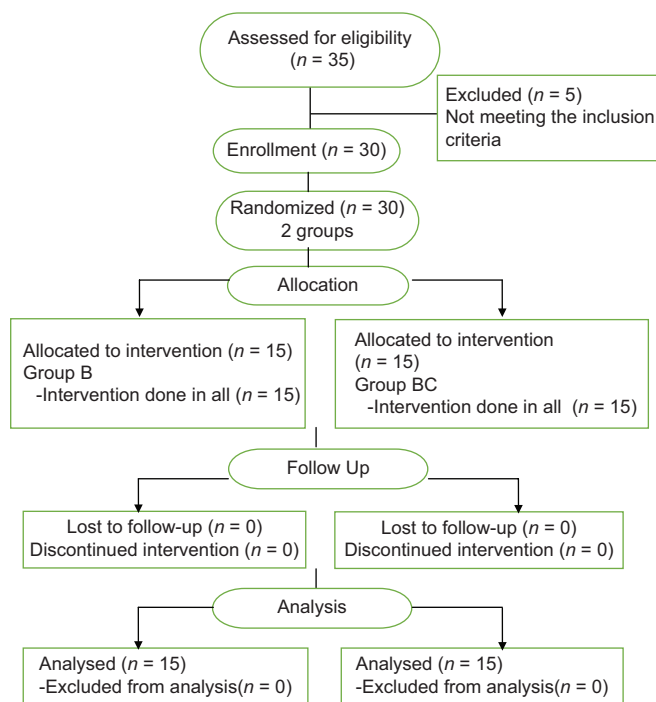 Assessed for eligibility
(n = 35)
Excluded (n = 5)
Not meeting the inclusion
criteria
Enrollment (n = 30)
Randomized (n = 30)
2 groups
Allocation
Allocated to intervention (n = 15)
Group B
-Intervention done in all (n = 15)
Allocated to intervention
(n = 15)
Group BC
-Intervention done in all (n = 15)
Follow Up
Lost to follow-up (n = 0)
Discontinued intervention (n = 0)
Lost to follow-up (n = 0)
Discontinued intervention (n = 0)
Analysis
Analysed (n = 15)
-Excluded from analysis(n = 0)
Analysed (n = 15)
-Excluded from analysis(n = 0)